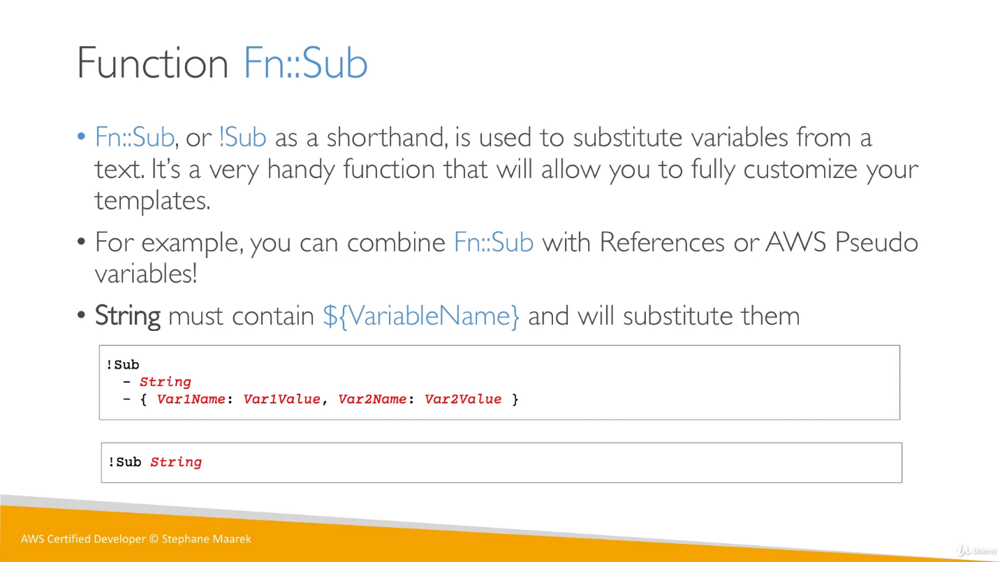 Function Fn::Sub
• Fn::Sub, or !Sub as a shorthand, is used to substitute variables from a
text. It’s a very handy function that will allow you to fully customize your
templates.
• For example, you can combine Fn::Sub with References or AWS Pseudo
variables!
• String must contain ${VariableName} and will substitute them
!Sub
  - String
  - { Var1Name: Var1Value, Var2Name: Var2Value }
!Sub String
AWS Certified Developer © Stephane Maarek
Udemy